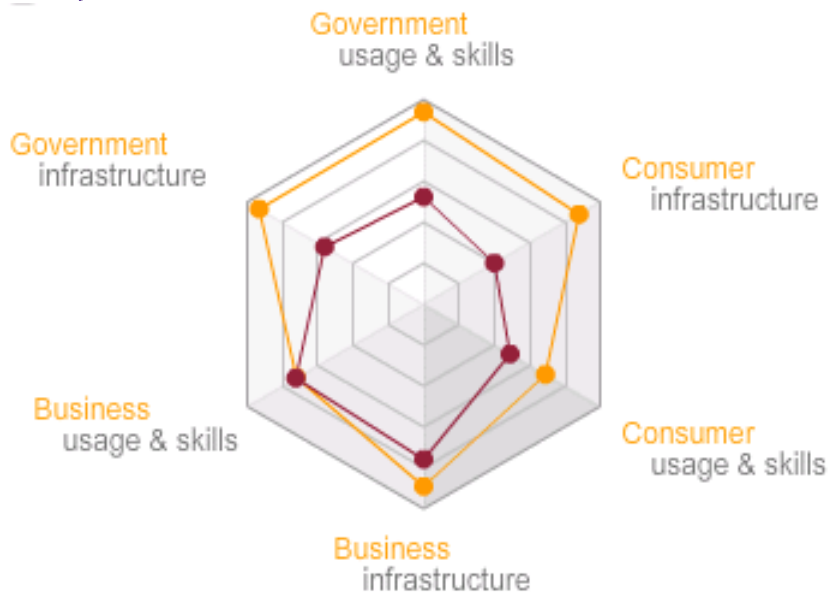 Government
usage & skills
Government
infrastructure
Consumer
infrastructure
Business
usage & skills
Consumer
usage & skills
Business
infrastructure